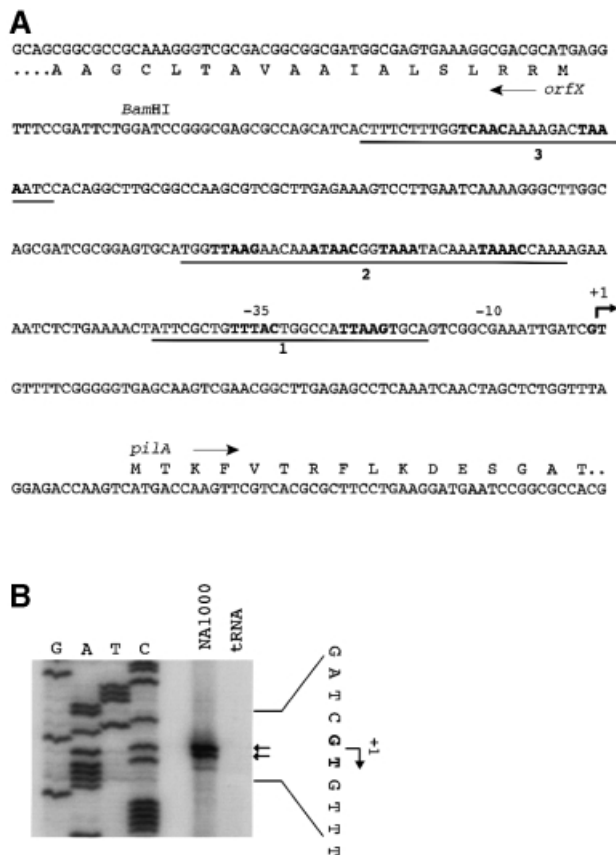 A
GCAGCGGCGCCGCAAAGGGTCGCGACGGCGGCGATGGCGAGTGAAAGGCGACGCATGAGG
....A A G C L T A V A A I A L S L R R M
orfX
BamHI
TTTCCGATTCTGGATCCGGGCGAGCGCCAGCATCACTTTCTTTGGTCAACAAAAGACTAA
3
AATCCACAGGCTTGCGGCCAAGCGTCGCTTGAGAAAGTCCTTGAATCAAAAGGGCTTGGC
AGCGATCGCGGAGTGCATGGTTAAGAACAAATAACGGTAAATACAAATAAACCAAAAGAA
2
-35 -10 +1
AATCTCTGAAAACTATTCGCTGTTTACTGGCCATTAAGTGCAGTCGGCGAAATTGATCGT
1
GTTTTCGGGGGTGAGCAAGTCGAACGGCTTGAGAGCCTCAAATCAACTAGCTCTGGTTTA
pilA
M T K F V T R F L K D E S G A T..
GGAGACCAAGTCATGACCAAGTTCGTCACGCGCTTCCTGAAGGATGAATCCGGCGCCACG
B
G A T C NA1000 tRNA
G A T C G T G T T T
+1